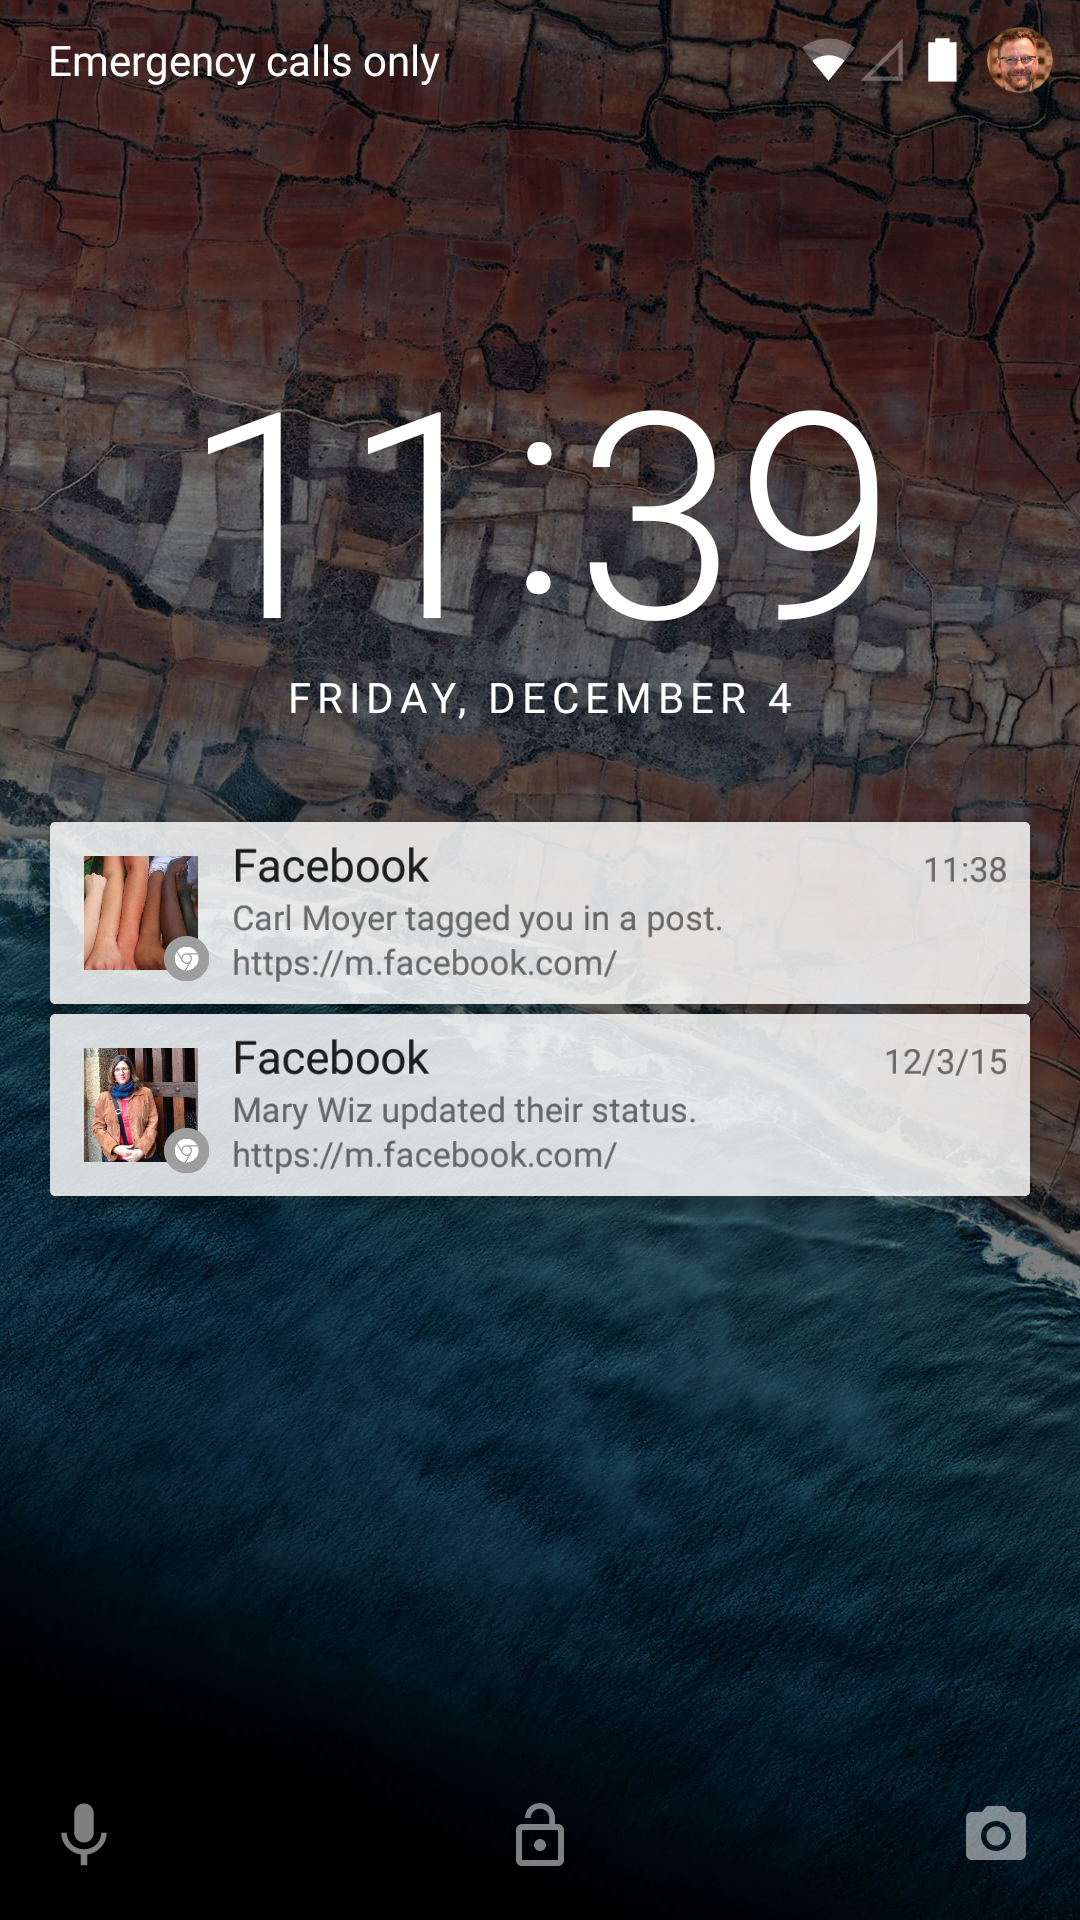 Emergency calls only
11:39
FRIDAY, DECEMBER 4
Facebook
11:38
Carl Moyer tagged you in a post.
https://m.facebook.com/
Facebook
12/3/15
Mary Wiz updated their status.
https://m.facebook.com/